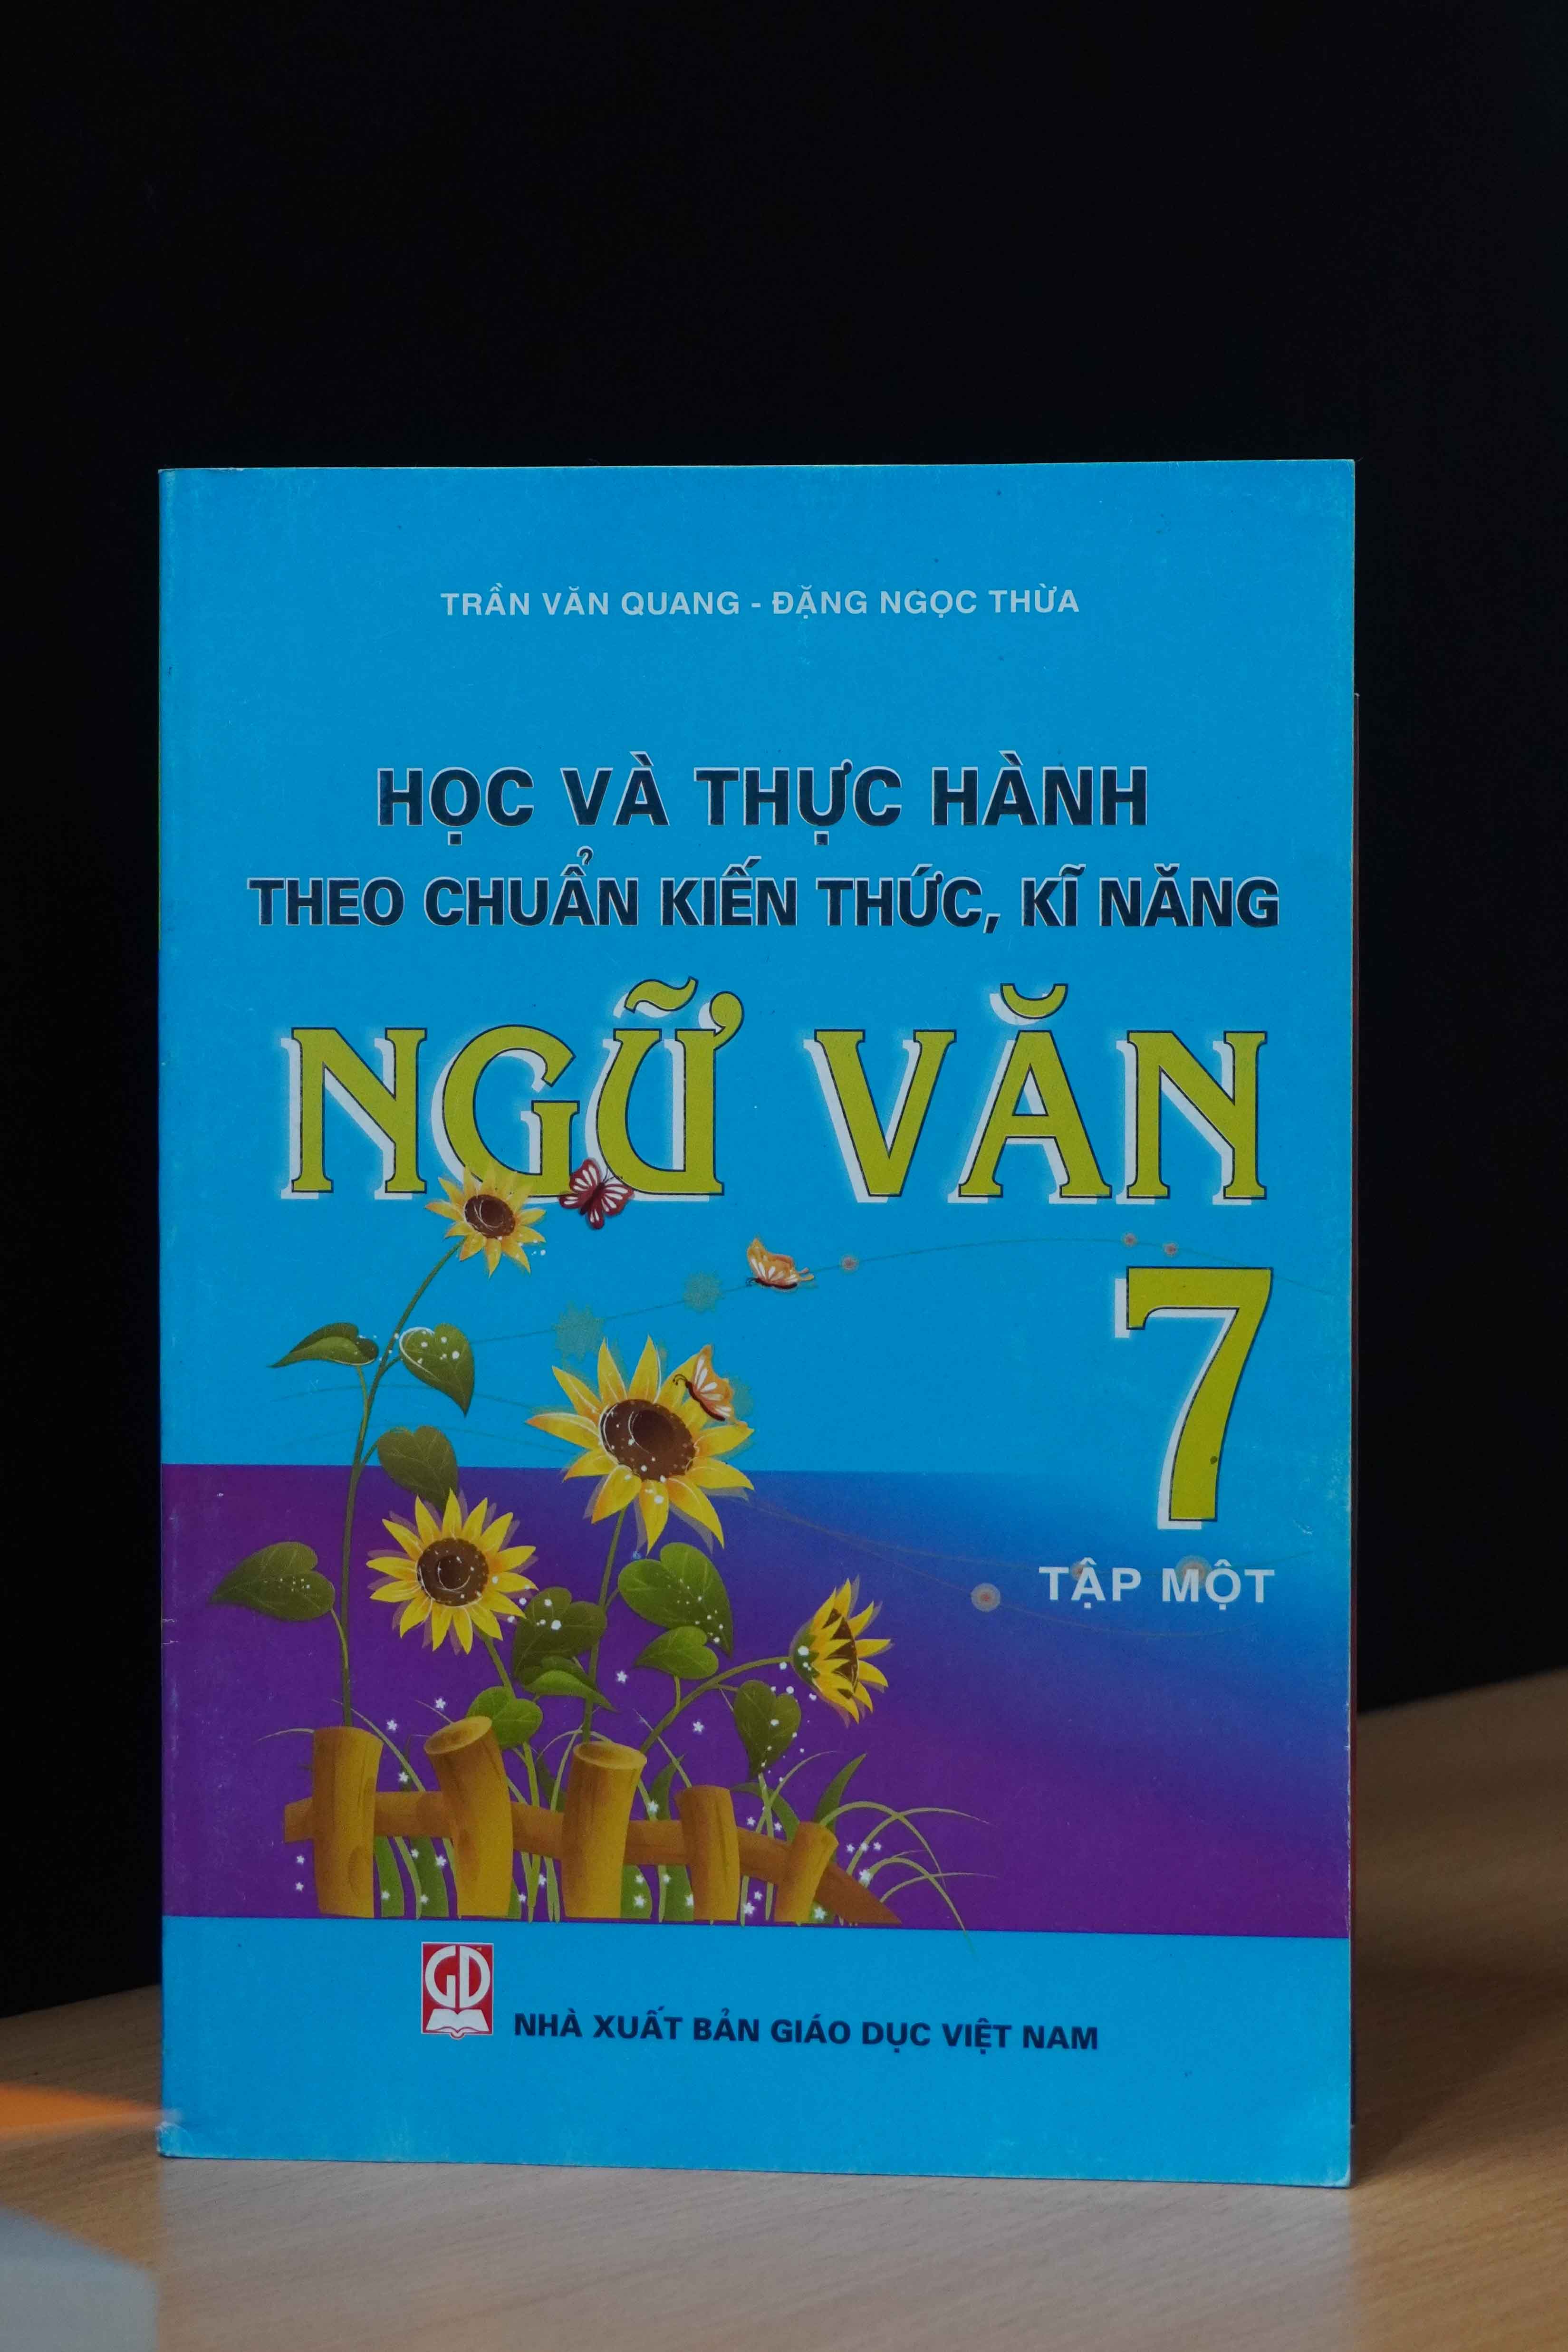 TRẦN VĂN QUANG - ĐẶNG NGỌC THỪA
HỌC VÀ THỰC HÀNH
THEO CHUẨN KIẾN THỨC, KĨ NĂNG
NGỮ VĂN
7
TẬP MỘT
GD
NHÀ XUẤT BẢN GIÁO DỤC VIỆT NAM